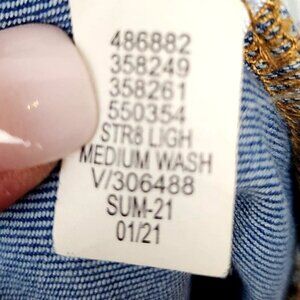 486882
358249
358261
550354
STR8 LIGH
MEDIUM WASH
V/306488
SUM-21
01/21